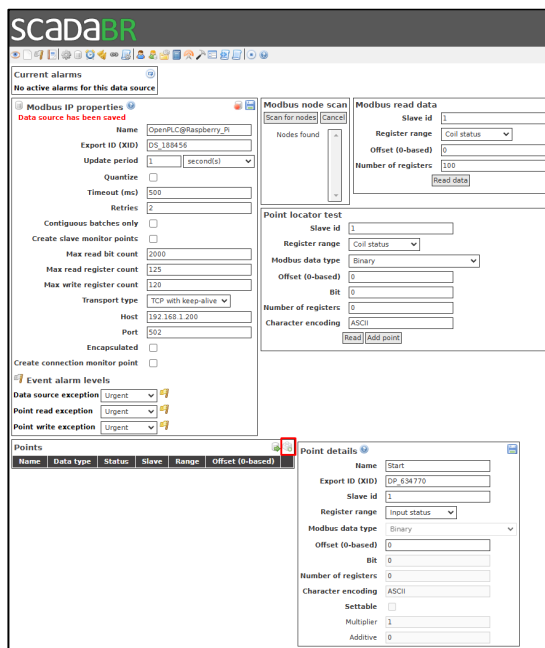 SCADABR
Current alarms
No active alarms for this data source
Modbus IP properties
Data source has been saved
Name OpenPLC@Raspberry_Pi
Export ID (XID) DS_188456
Update period 1 second(s)
Quantize
Timeout (ms) 500
Retries 2
Contiguous batches only
Create slave monitor points
Max read bit count 2000
Max read register count 125
Max write register count 120
Transport type TCP with keep-alive
Host 192.168.1.200
Port 502
Encapsulated
Create connection monitor point
Event alarm levels
Data source exception Urgent
Point read exception Urgent
Point write exception Urgent
Modbus node scan
Scan for nodes Cancel
Nodes found
Modbus read data
Slave id 1
Register range Coil status
Offset (0-based) 0
Number of registers 100
Read data
Point locator test
Slave id 1
Register range Coil status
Modbus data type Binary
Offset (0-based) 0
Bit 0
Number of registers 0
Character encoding ASCII
Read Add point
Points
Name Data type Status Slave Range Offset (0-based)
Point details
Name Start
Export ID (XID) DP_634770
Slave id 1
Register range Input status
Modbus data type Binary
Offset (0-based) 0
Bit 0
Number of registers 0
Character encoding ASCII
Settable
Multiplier 1
Additive 0